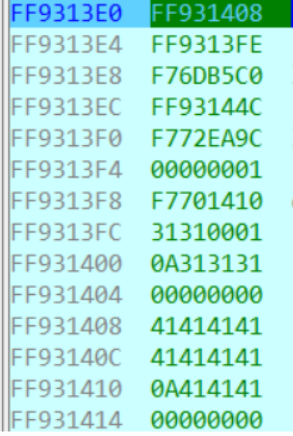 FF9313E0 FF931408
FF9313E4 FF9313FE
FF9313E8 F76DB5C0
FF9313EC FF93144C
FF9313F0 F772EA9C
FF9313F4 00000001
FF9313F8 F7701410
FF9313FC 31310001
FF931400 0A313131
FF931404 00000000
FF931408 41414141
FF93140C 41414141
FF931410 0A414141
FF931414 00000000